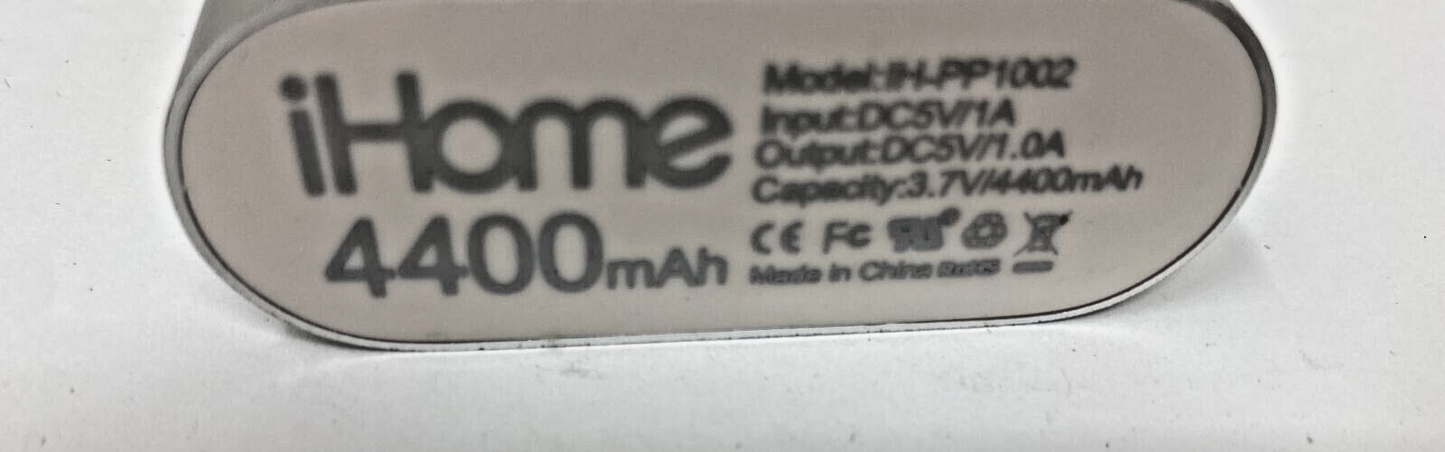 iHome
4400mAh
Model:IH-PP1002
Input:DC5V/1A
Output:DC5V/1.0A
Capacity:3.7V/4400mAh
CE FC
Made in China RoHS